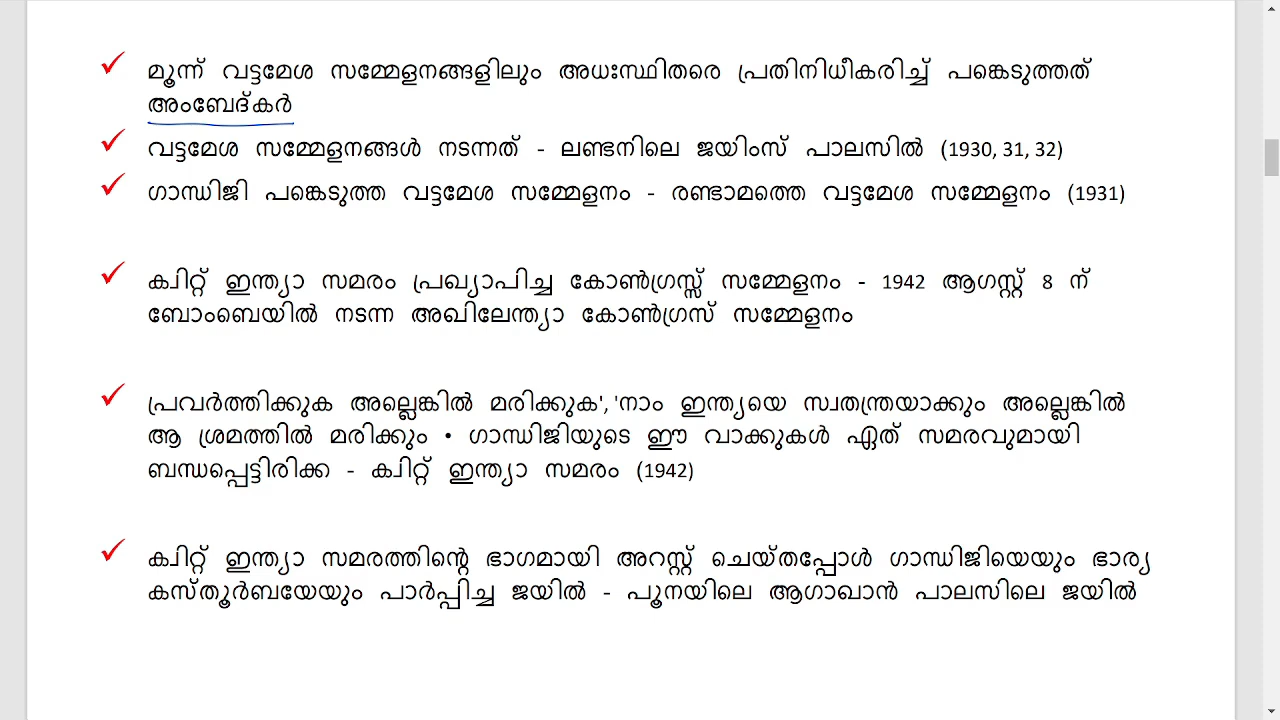 മൂന്ന് വട്ടമേശ സമ്മേളനങ്ങളിലും അധഃസ്ഥിതരെ പ്രതിനിധീകരിച്ച് പങ്കെടുത്തത്
അംബേദ്കർ
വട്ടമേശ സമ്മേളനങ്ങൾ നടന്നത് - ലണ്ടനിലെ ജയിംസ് പാലസിൽ (1930, 31, 32)
ഗാന്ധിജി പങ്കെടുത്ത വട്ടമേശ സമ്മേളനം - രണ്ടാമത്തെ വട്ടമേശ സമ്മേളനം (1931)
ക്വിറ്റ് ഇന്ത്യാ സമരം പ്രഖ്യാപിച്ച കോൺഗ്രസ്സ് സമ്മേളനം - 1942 ആഗസ്റ്റ് 8 ന്
ബോംബെയിൽ നടന്ന അഖിലേന്ത്യാ കോൺഗ്രസ് സമ്മേളനം
പ്രവർത്തിക്കുക അല്ലെങ്കിൽ മരിക്കുക', 'നാം ഇന്ത്യയെ സ്വതന്ത്രയാക്കും അല്ലെങ്കിൽ
ആ ശ്രമത്തിൽ മരിക്കും • ഗാന്ധിജിയുടെ ഈ വാക്കുകൾ ഏത് സമരവുമായി
ബന്ധപ്പെട്ടിരിക്ക - ക്വിറ്റ് ഇന്ത്യാ സമരം (1942)
ക്വിറ്റ് ഇന്ത്യാ സമരത്തിന്റെ ഭാഗമായി അറസ്റ്റ് ചെയ്തപ്പോൾ ഗാന്ധിജിയെയും ഭാര്യ
കസ്തൂർബയേയും പാർപ്പിച്ച ജയിൽ - പൂനയിലെ ആഗാഖാൻ പാലസിലെ ജയിൽ